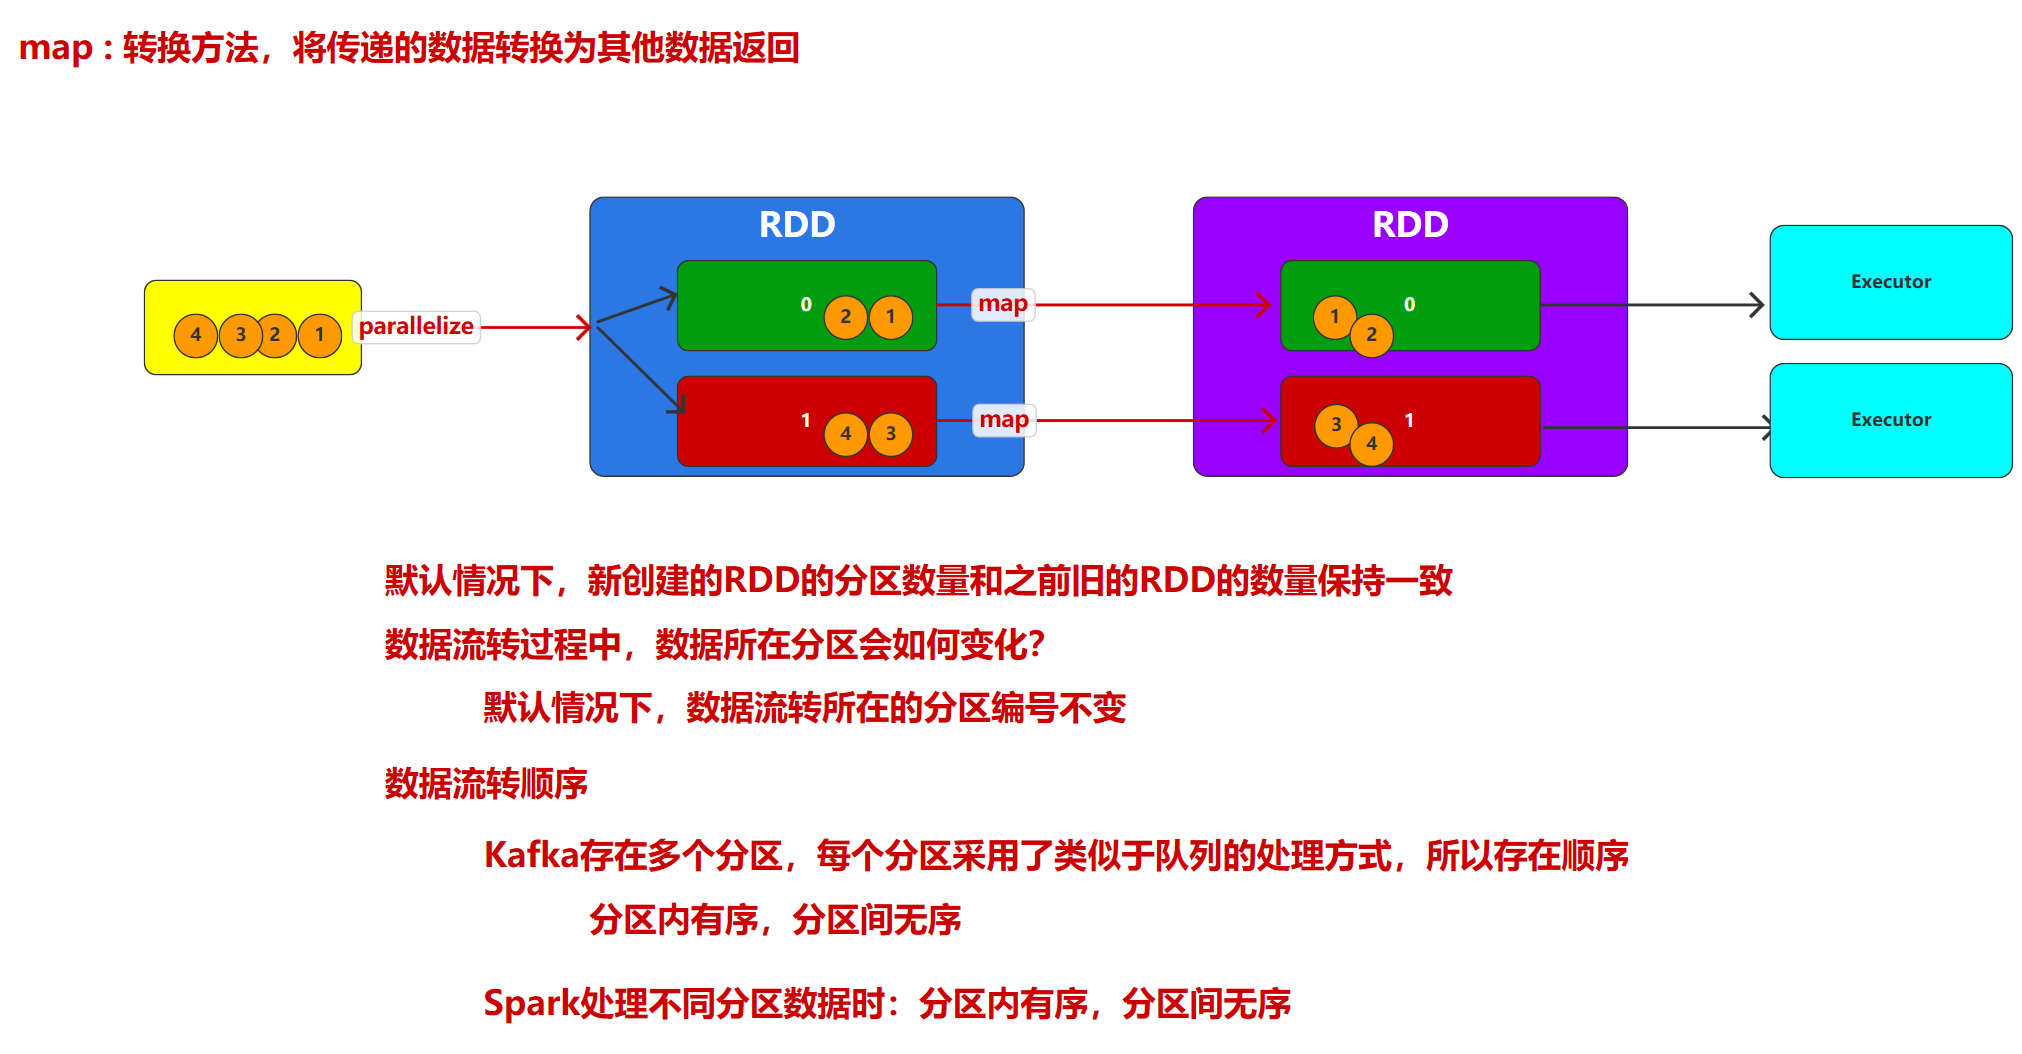 map : 转换方法，将传递的数据转换为其他数据返回
RDD
RDD
4 3 2 1
parallelize
0 2 1
map
1 2 0
Executor
1 4 3
map
3 4 1
Executor
默认情况下，新创建的RDD的分区数量和之前旧的RDD的数量保持一致
数据流转过程中，数据所在分区会如何变化？
默认情况下，数据流转所在的分区编号不变
数据流转顺序
Kafka存在多个分区，每个分区采用了类似于队列的处理方式，所以存在顺序
分区内有序，分区间无序
Spark处理不同分区数据时：分区内有序，分区间无序